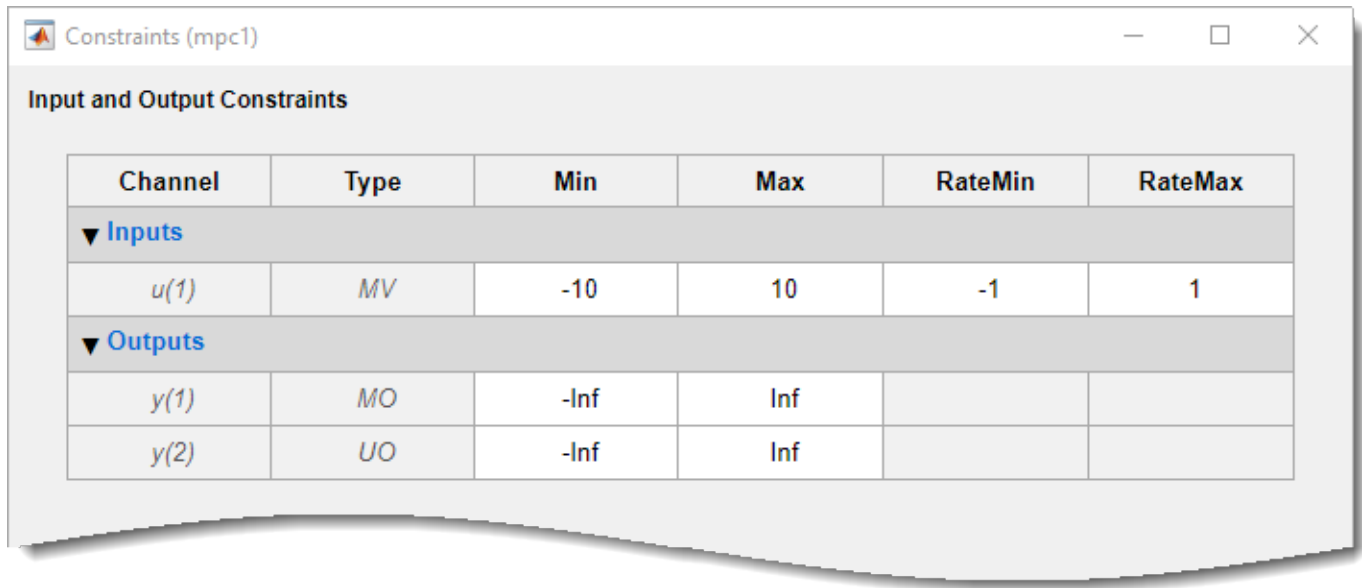 Constraints (mpc1)
Input and Output Constraints
Channel Type Min Max RateMin RateMax
Inputs
u(1) MV -10 10 -1 1
Outputs
y(1) MO -Inf Inf
y(2) UO -Inf Inf